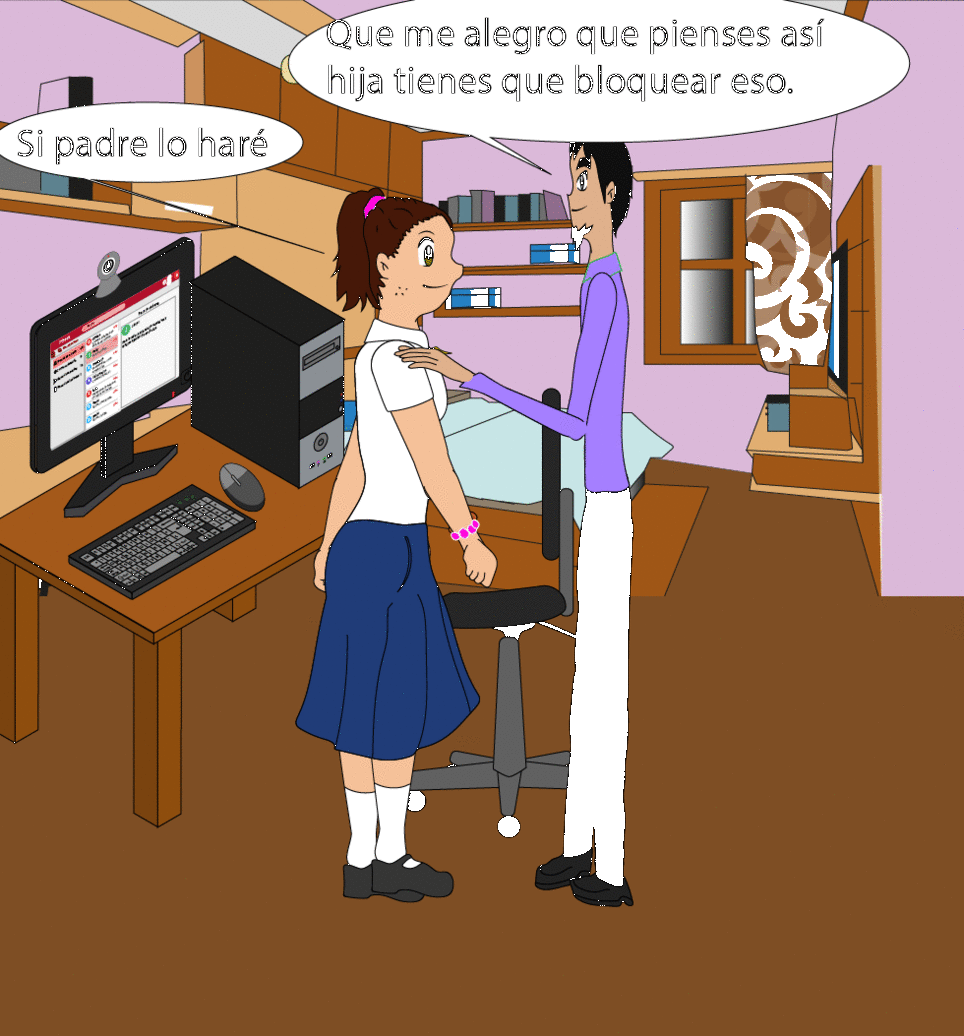 Que me alegro que pienses así
hija tienes que bloquear eso.
Si padre lo haré